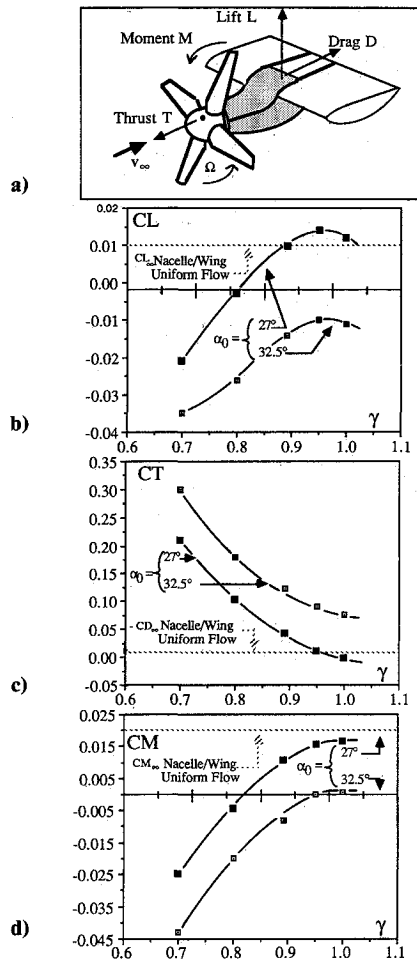 Lift L
Moment M
Drag D
Thrust T
v∞
Ω
a)
0.02
CL
0.01
CL∞ Nacelle/Wing
Uniform Flow
-0.00
27°
-0.01
α0 =
32.5°
-0.02
-0.03
b)
-0.04
γ
0.6 0.7 0.8 0.9 1.0 1.1
0.35
CT
0.30
0.25
0.20
27°
0.15
α0 =
32.5°
0.10
CD∞ Nacelle/Wing
0.05
Uniform Flow
0.00
γ
c)
-0.05
0.6 0.7 0.8 0.9 1.0 1.1
0.025
CM
0.015
CM∞ Nacelle/Wing
Uniform Flow
α0 =
27°
32.5°
0.005
-0.005
-0.015
-0.025
-0.035
γ
d)
-0.045
0.6 0.7 0.8 0.9 1.0 1.1